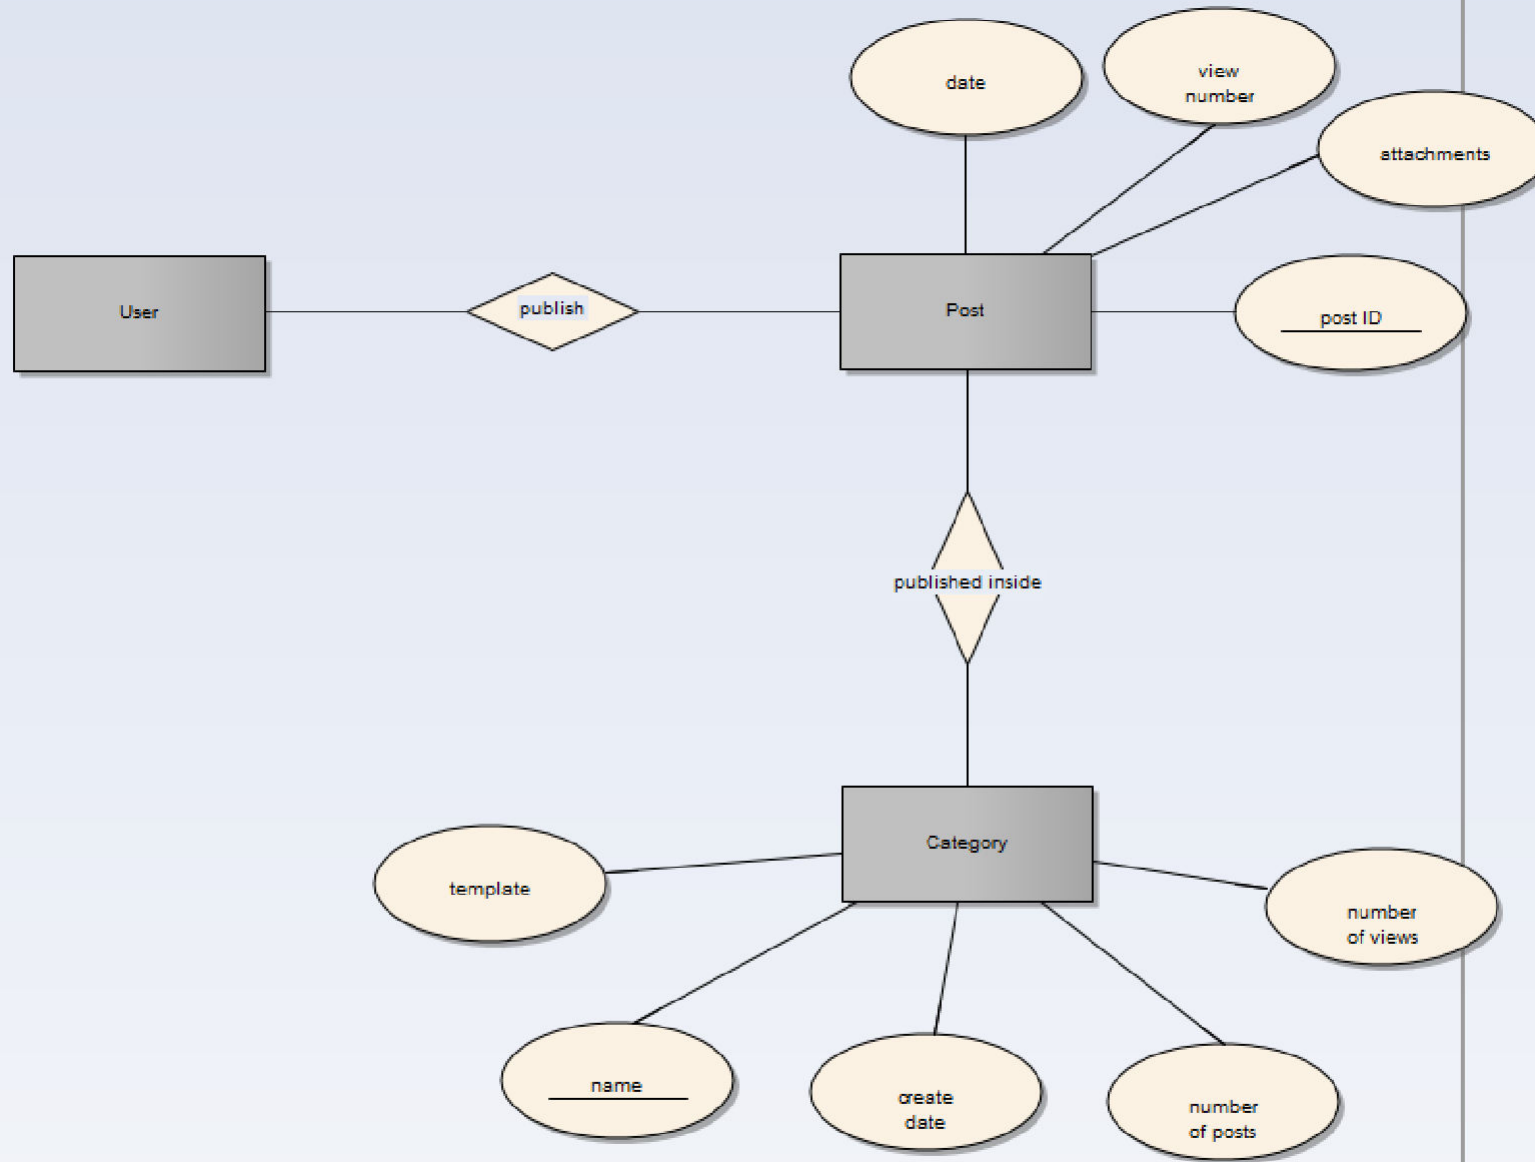 date
view
number
attachments
User
publish
Post
post ID
published inside
Category
template
number
of views
name
create
date
number
of posts